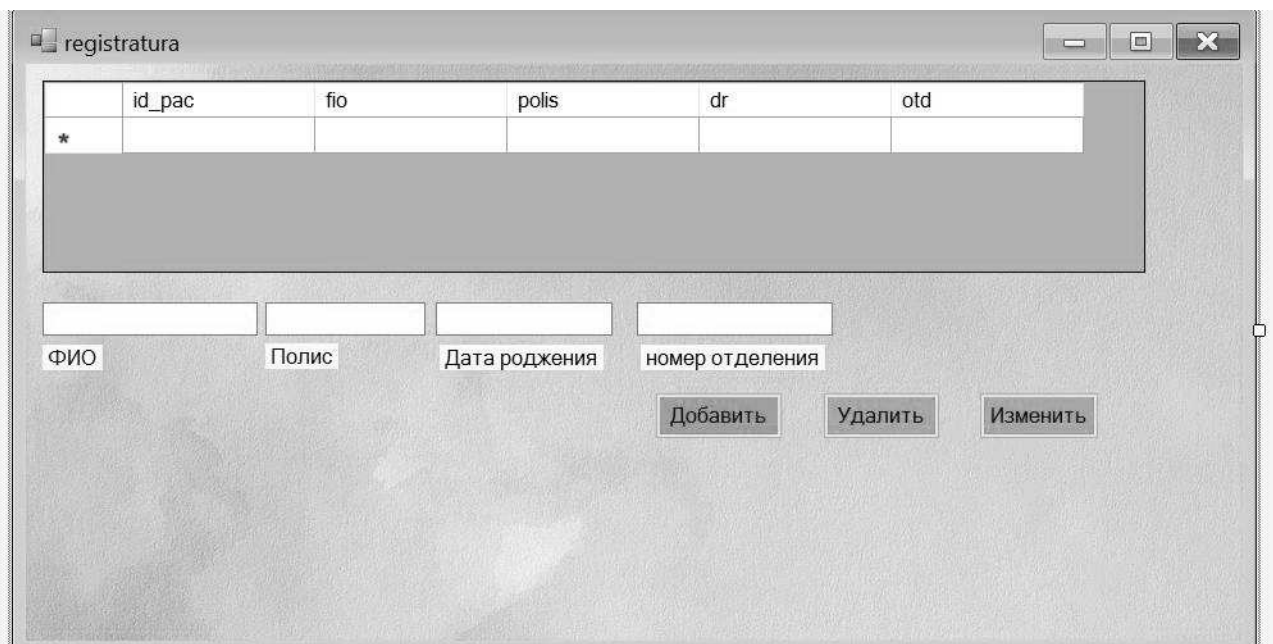 registratura
id_pac fio polis dr otd
*
ФИО Полис Дата роджения номер отделения
Добавить Удалить Изменить